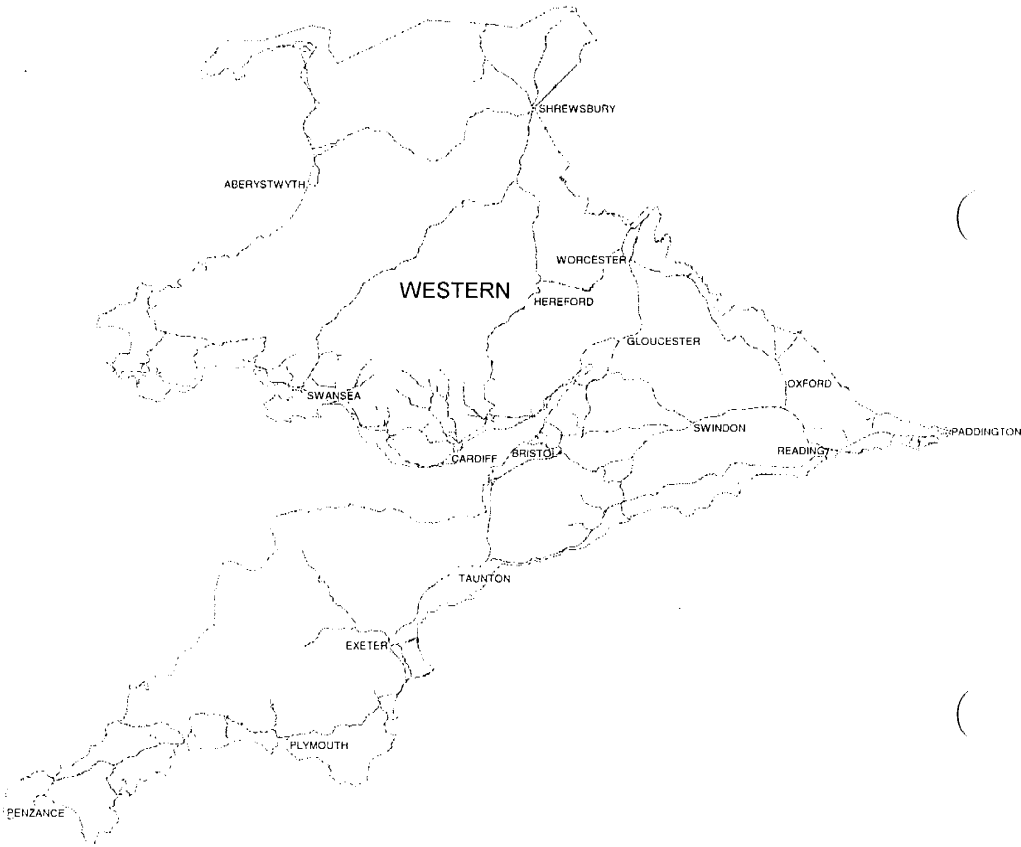 SHREWSBURY
ABERYSTWYTH
WORCESTER
WESTERN
HEREFORD
GLOUCESTER
OXFORD
SWANSEA
SWINDON
PADDINGTON
CARDIFF
BRISTOL
READING
TAUNTON
EXETER
PLYMOUTH
PENZANCE